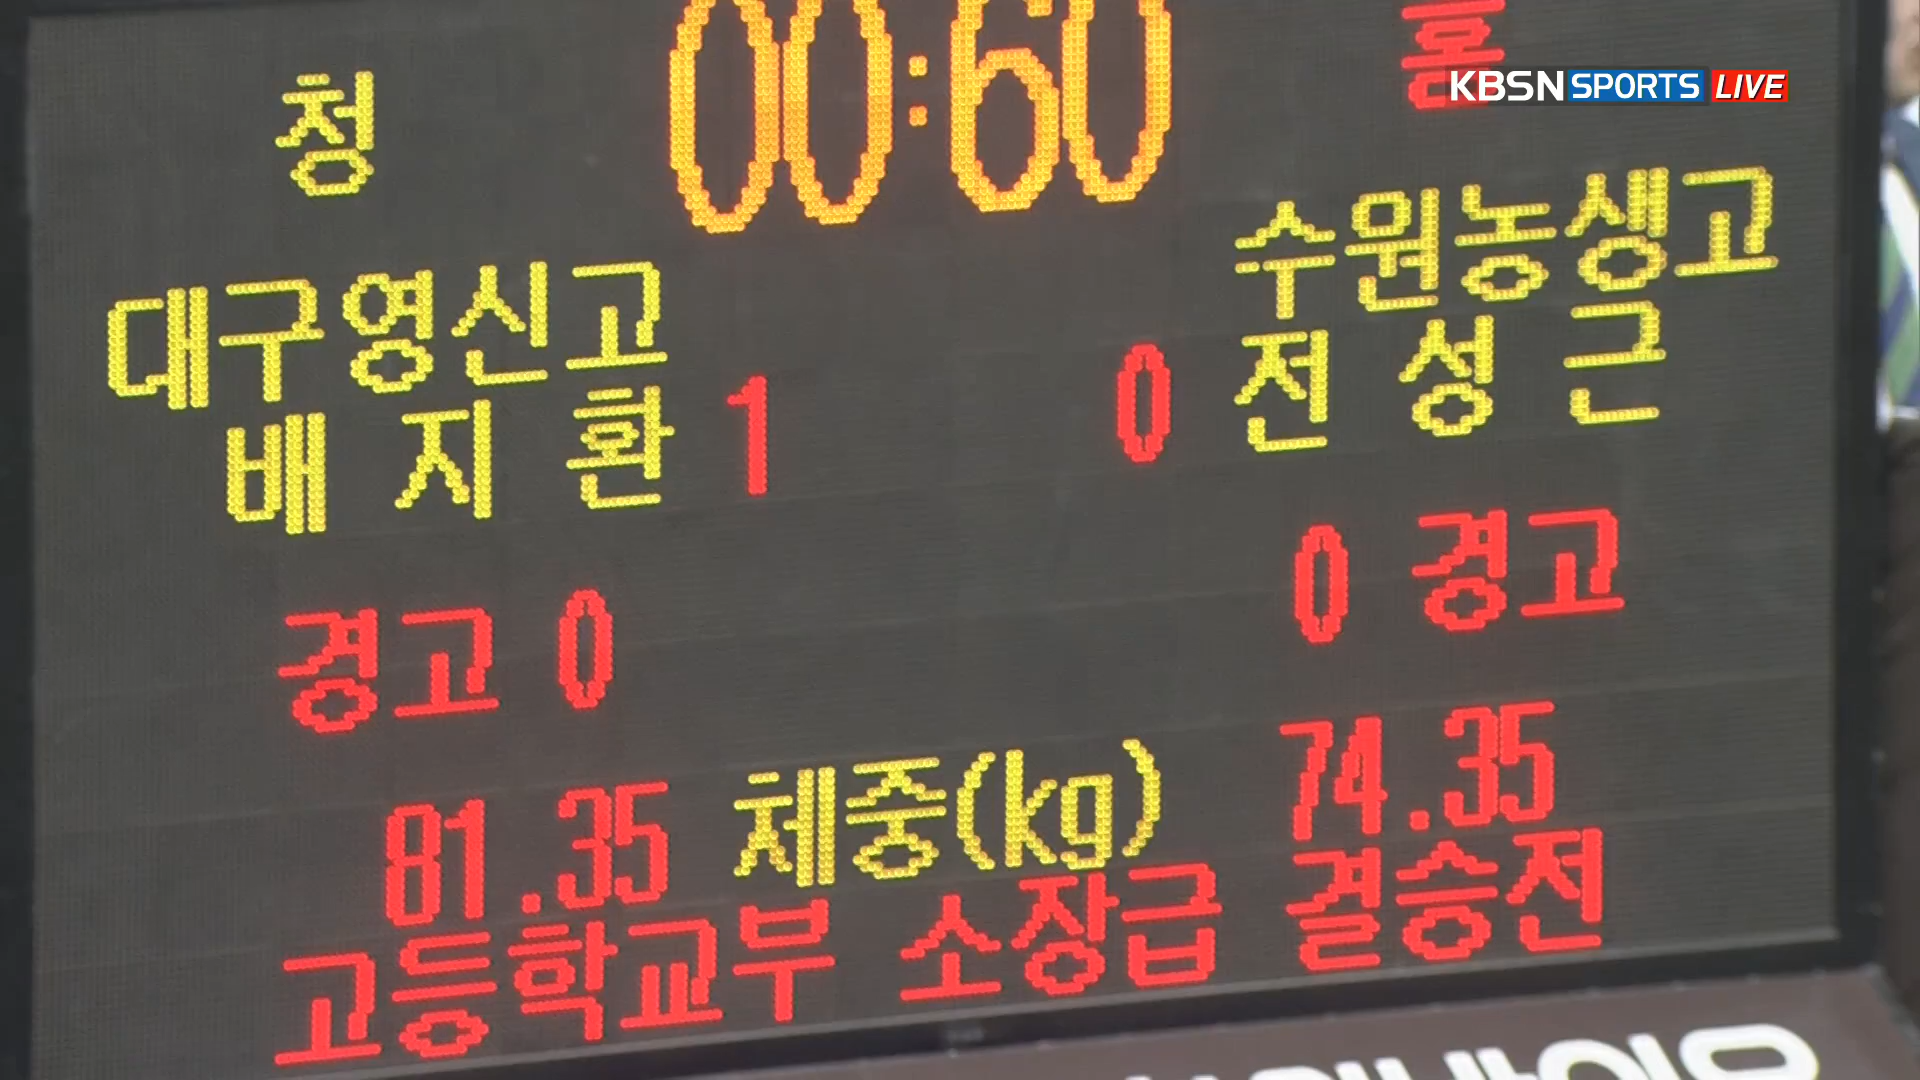 청 00:60 홍
KBSN SPORTS LIVE
대구영신고 수원농생고
배지환 1 0 전성근
경고 0 0 경고
81.35 체중(kg) 74.35
고등학교부 소장급 결승전